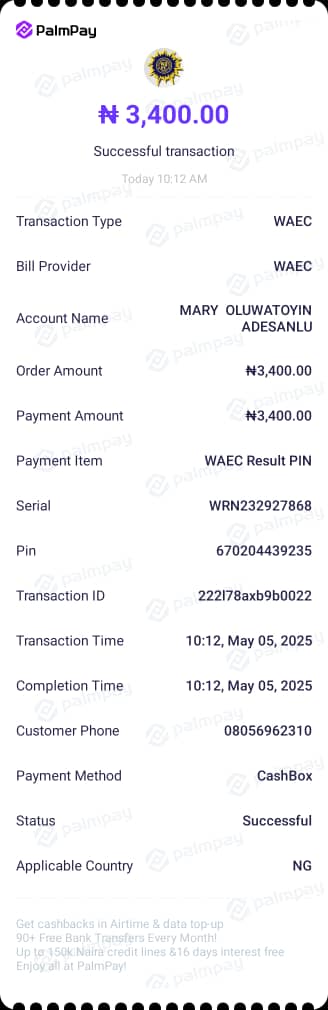 PalmPay
₦ 3,400.00
Successful transaction
Today 10:12 AM
Transaction Type WAEC
Bill Provider WAEC
Account Name MARY OLUWATOYIN
ADESANLU
Order Amount ₦3,400.00
Payment Amount ₦3,400.00
Payment Item WAEC Result PIN
Serial WRN232927868
Pin 670204439235
Transaction ID 222l78axb9b0022
Transaction Time 10:12, May 05, 2025
Completion Time 10:12, May 05, 2025
Customer Phone 08056962310
Payment Method CashBox
Status Successful
Applicable Country NG
Get cashbacks in Airtime & data top-up
90+ Free Bank Transfers Every Month!
Up to 150k Naira credit lines &16 days interest free
Enjoy all at PalmPay!